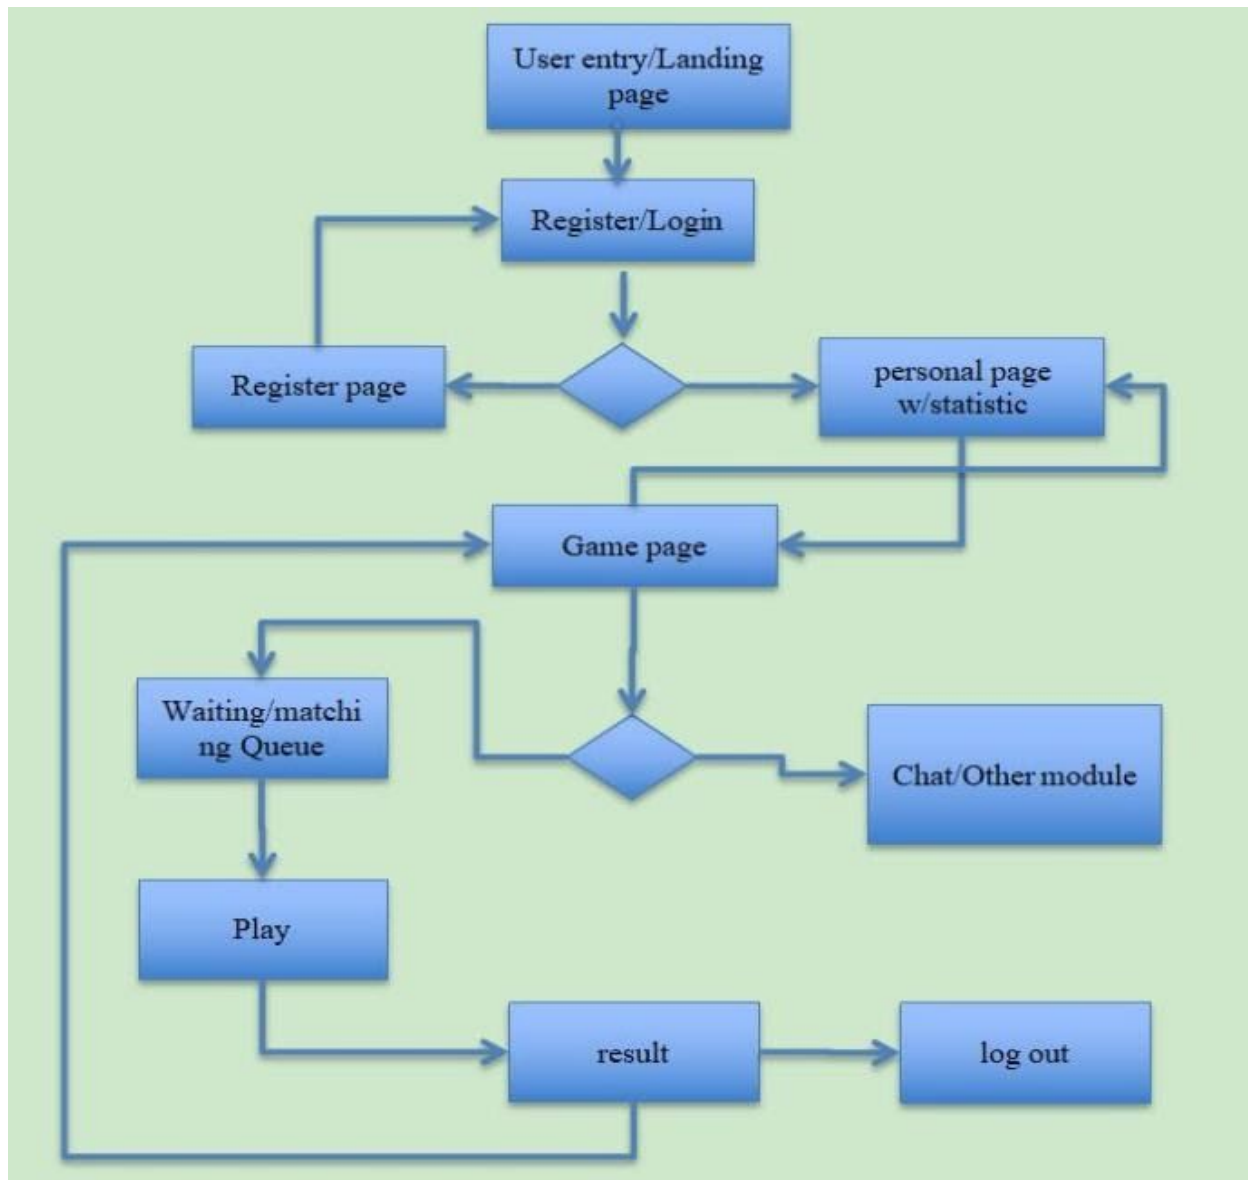 User entry/Landing
page
Register/Login
Register page
personal page
w/statistic
Game page
Waiting/matchi
ng Queue
Chat/Other module
Play
result
log out